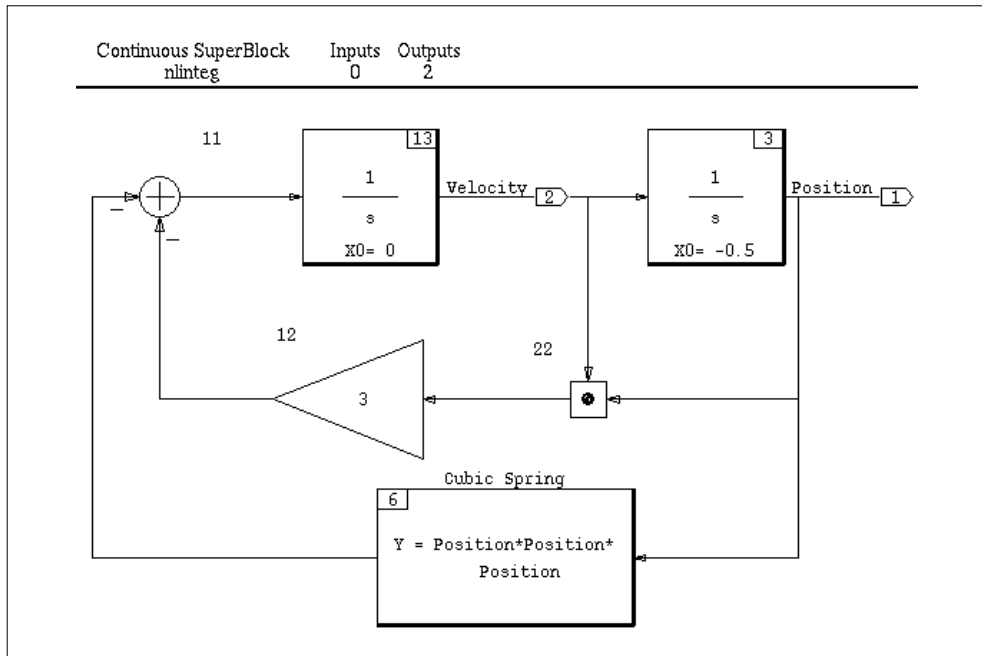 Continuous SuperBlock Inputs Outputs
nlinteg 0 2
11
13
3
1
s
X0= 0
Velocity
2
1
s
X0= -0.5
Position
1
12
22
3
Cubic Spring
6
Y = Position*Position*
Position